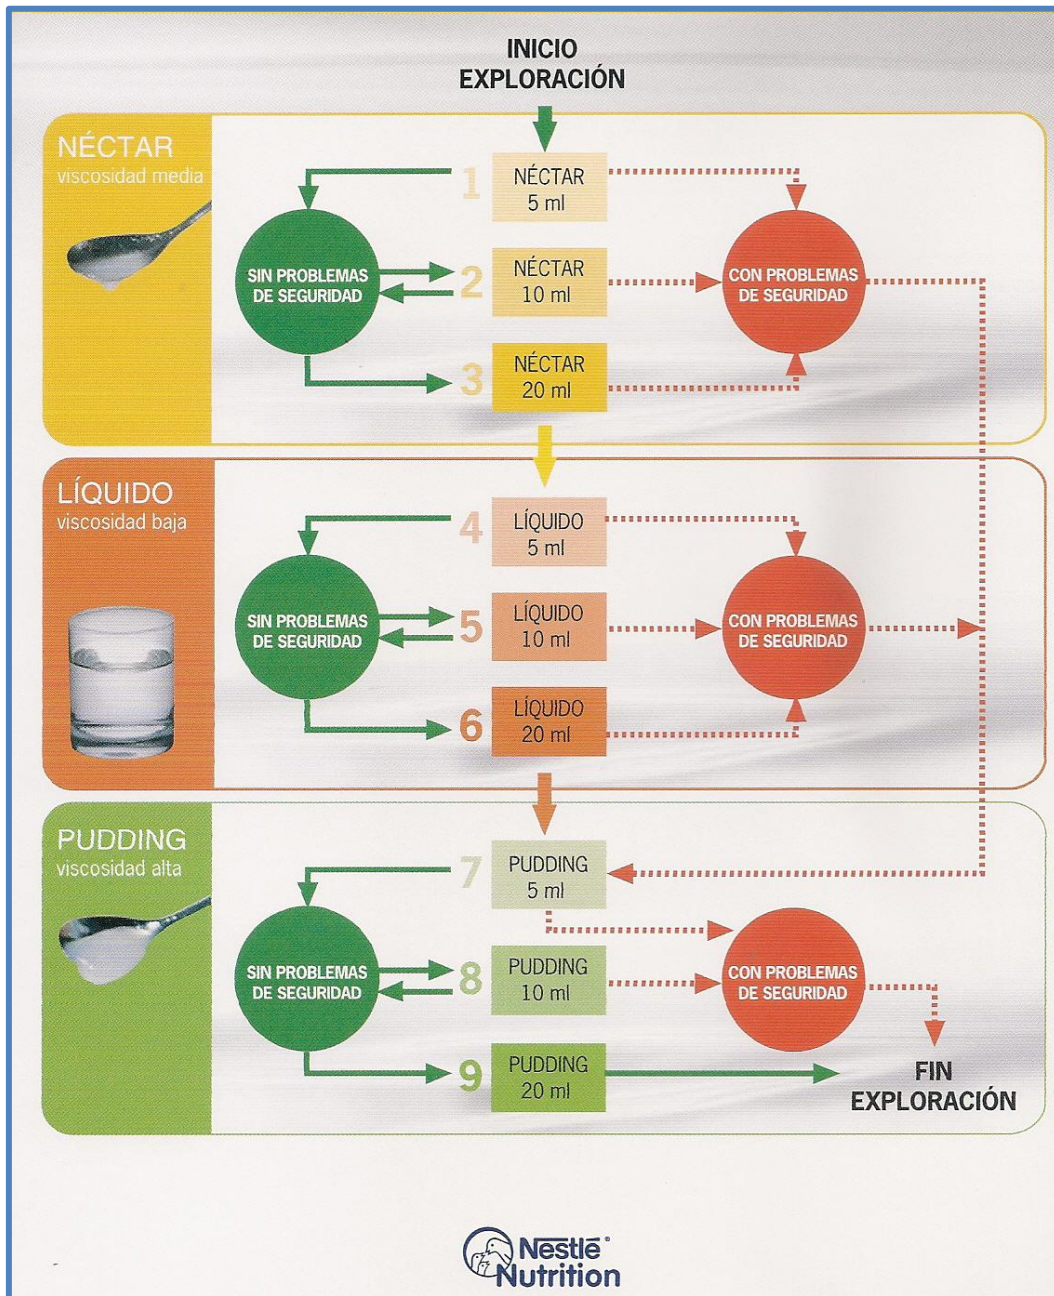 INICIO
EXPLORACIÓN
NÉCTAR
viscosidad media
1
NÉCTAR
5 ml
SIN PROBLEMAS
DE SEGURIDAD
2
NÉCTAR
10 ml
CON PROBLEMAS
DE SEGURIDAD
3
NÉCTAR
20 ml
LÍQUIDO
viscosidad baja
4
LÍQUIDO
5 ml
SIN PROBLEMAS
DE SEGURIDAD
5
LÍQUIDO
10 ml
CON PROBLEMAS
DE SEGURIDAD
6
LÍQUIDO
20 ml
PUDDING
viscosidad alta
7
PUDDING
5 ml
SIN PROBLEMAS
DE SEGURIDAD
8
PUDDING
10 ml
CON PROBLEMAS
DE SEGURIDAD
9
PUDDING
20 ml
FIN
EXPLORACIÓN
Nestlé®
Nutrition